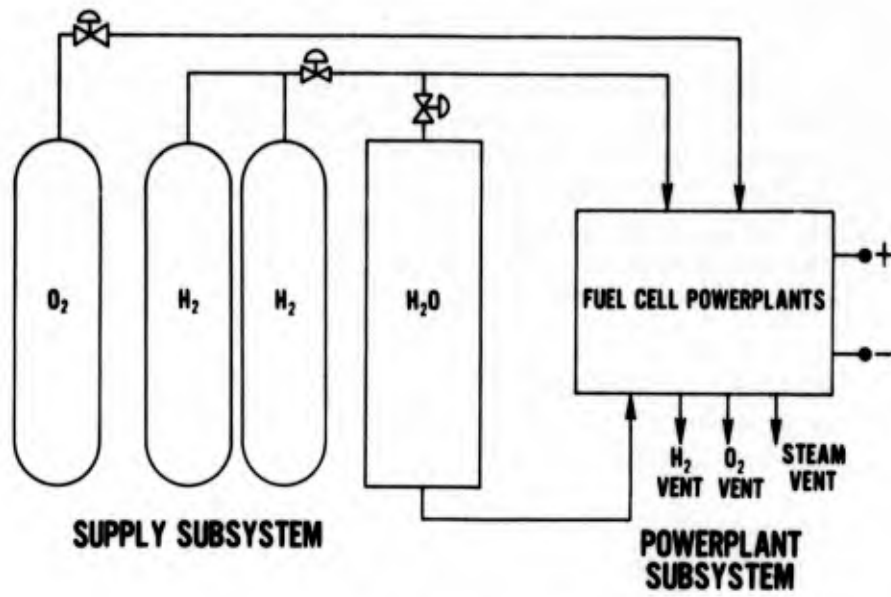 O₂
H₂
H₂
H₂O
FUEL CELL POWERPLANTS
+
−
H₂
VENT
O₂
VENT
STEAM
VENT
SUPPLY SUBSYSTEM
POWERPLANT
SUBSYSTEM